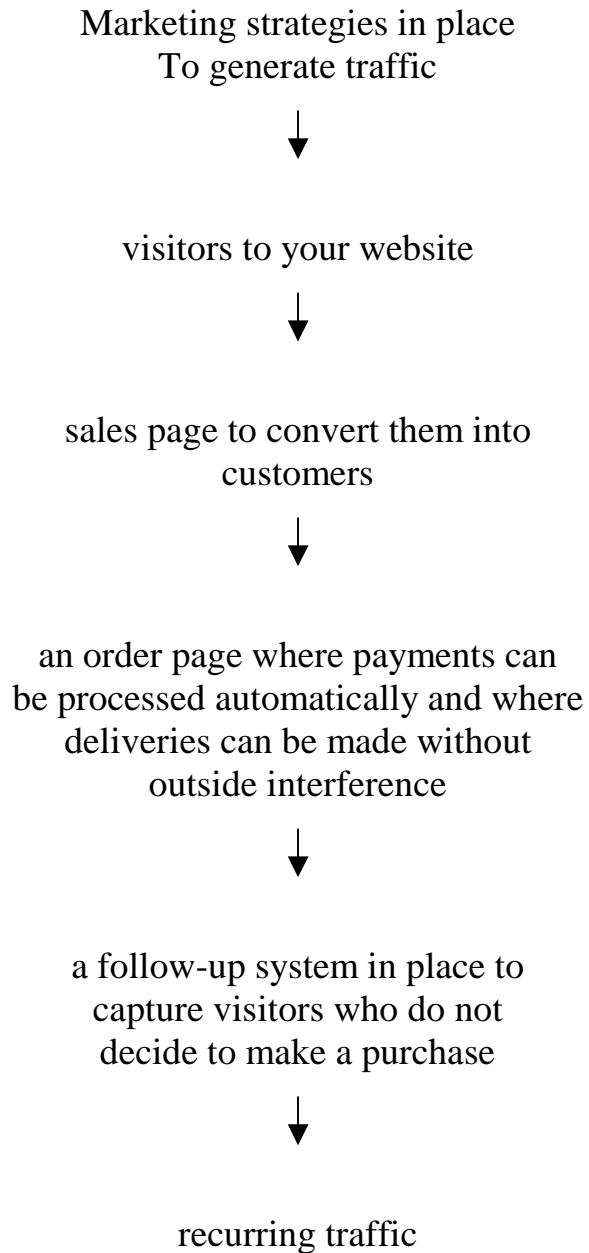 Marketing strategies in place
To generate traffic
visitors to your website
sales page to convert them into
customers
an order page where payments can
be processed automatically and where
deliveries can be made without
outside interference
a follow-up system in place to
capture visitors who do not
decide to make a purchase
recurring traffic